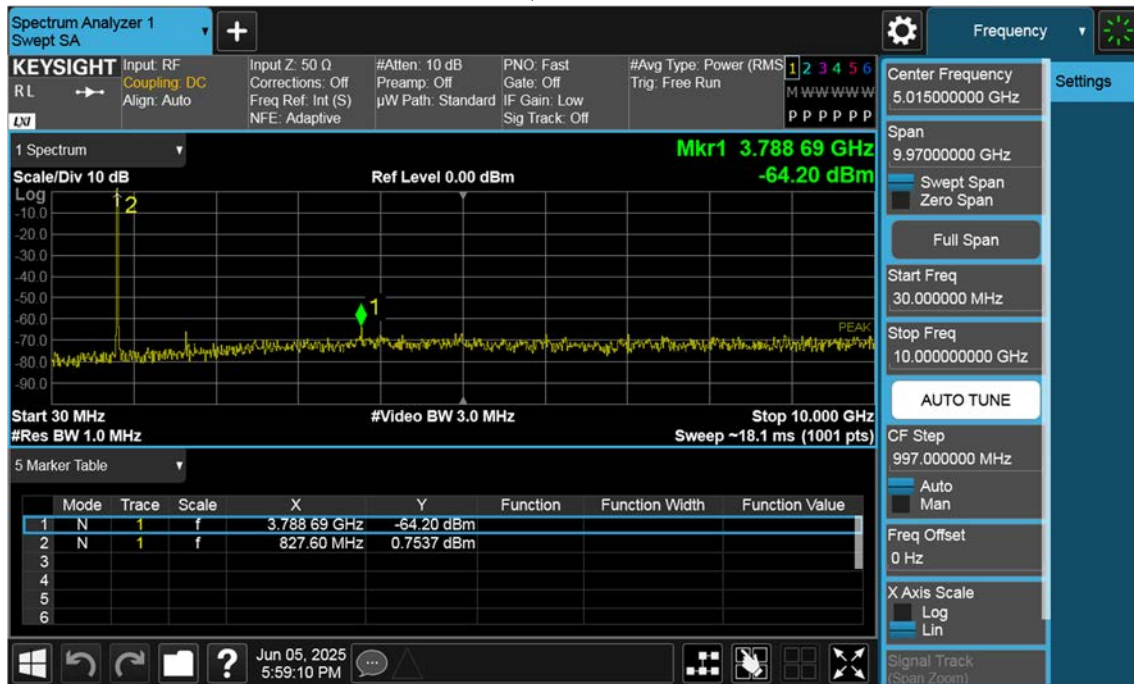 Spectrum Analyzer 1
Swept SA
+
Frequency
KEYSIGHT
RL
LXI
Input: RF
Coupling: DC
Align: Auto
Input Z: 50 Ω
Corrections: Off
Freq Ref: Int (S)
NFE: Adaptive
#Atten: 10 dB
Preamp: Off
µW Path: Standard
PNO: Fast
Gate: Off
IF Gain: Low
Sig Track: Off
#Avg Type: Power (RMS
Trig: Free Run
1 2 3 4 5 6
M W W W W W
P P P P P P
1 Spectrum
Mkr1 3.788 69 GHz
Scale/Div 10 dB
Ref Level 0.00 dBm
-64.20 dBm
Log
-10.0
-20.0
-30.0
-40.0
-50.0
-60.0
-70.0
-80.0
-90.0
2
1
PEAK
Start 30 MHz
#Video BW 3.0 MHz
Stop 10.000 GHz
#Res BW 1.0 MHz
Sweep ~18.1 ms (1001 pts)
5 Marker Table
Mode Trace Scale X Y Function Function Width Function Value
1 N 1 f 3.788 69 GHz -64.20 dBm
2 N 1 f 827.60 MHz 0.7537 dBm
3
4
5
6
?
Jun 05, 2025
5:59:10 PM
Center Frequency
5.015000000 GHz
Span
9.97000000 GHz
Swept Span
Zero Span
Full Span
Start Freq
30.000000 MHz
Stop Freq
10.000000000 GHz
AUTO TUNE
CF Step
997.000000 MHz
Auto
Man
Freq Offset
0 Hz
X Axis Scale
Log
Lin
Signal Track
(Span Zoom)
Settings